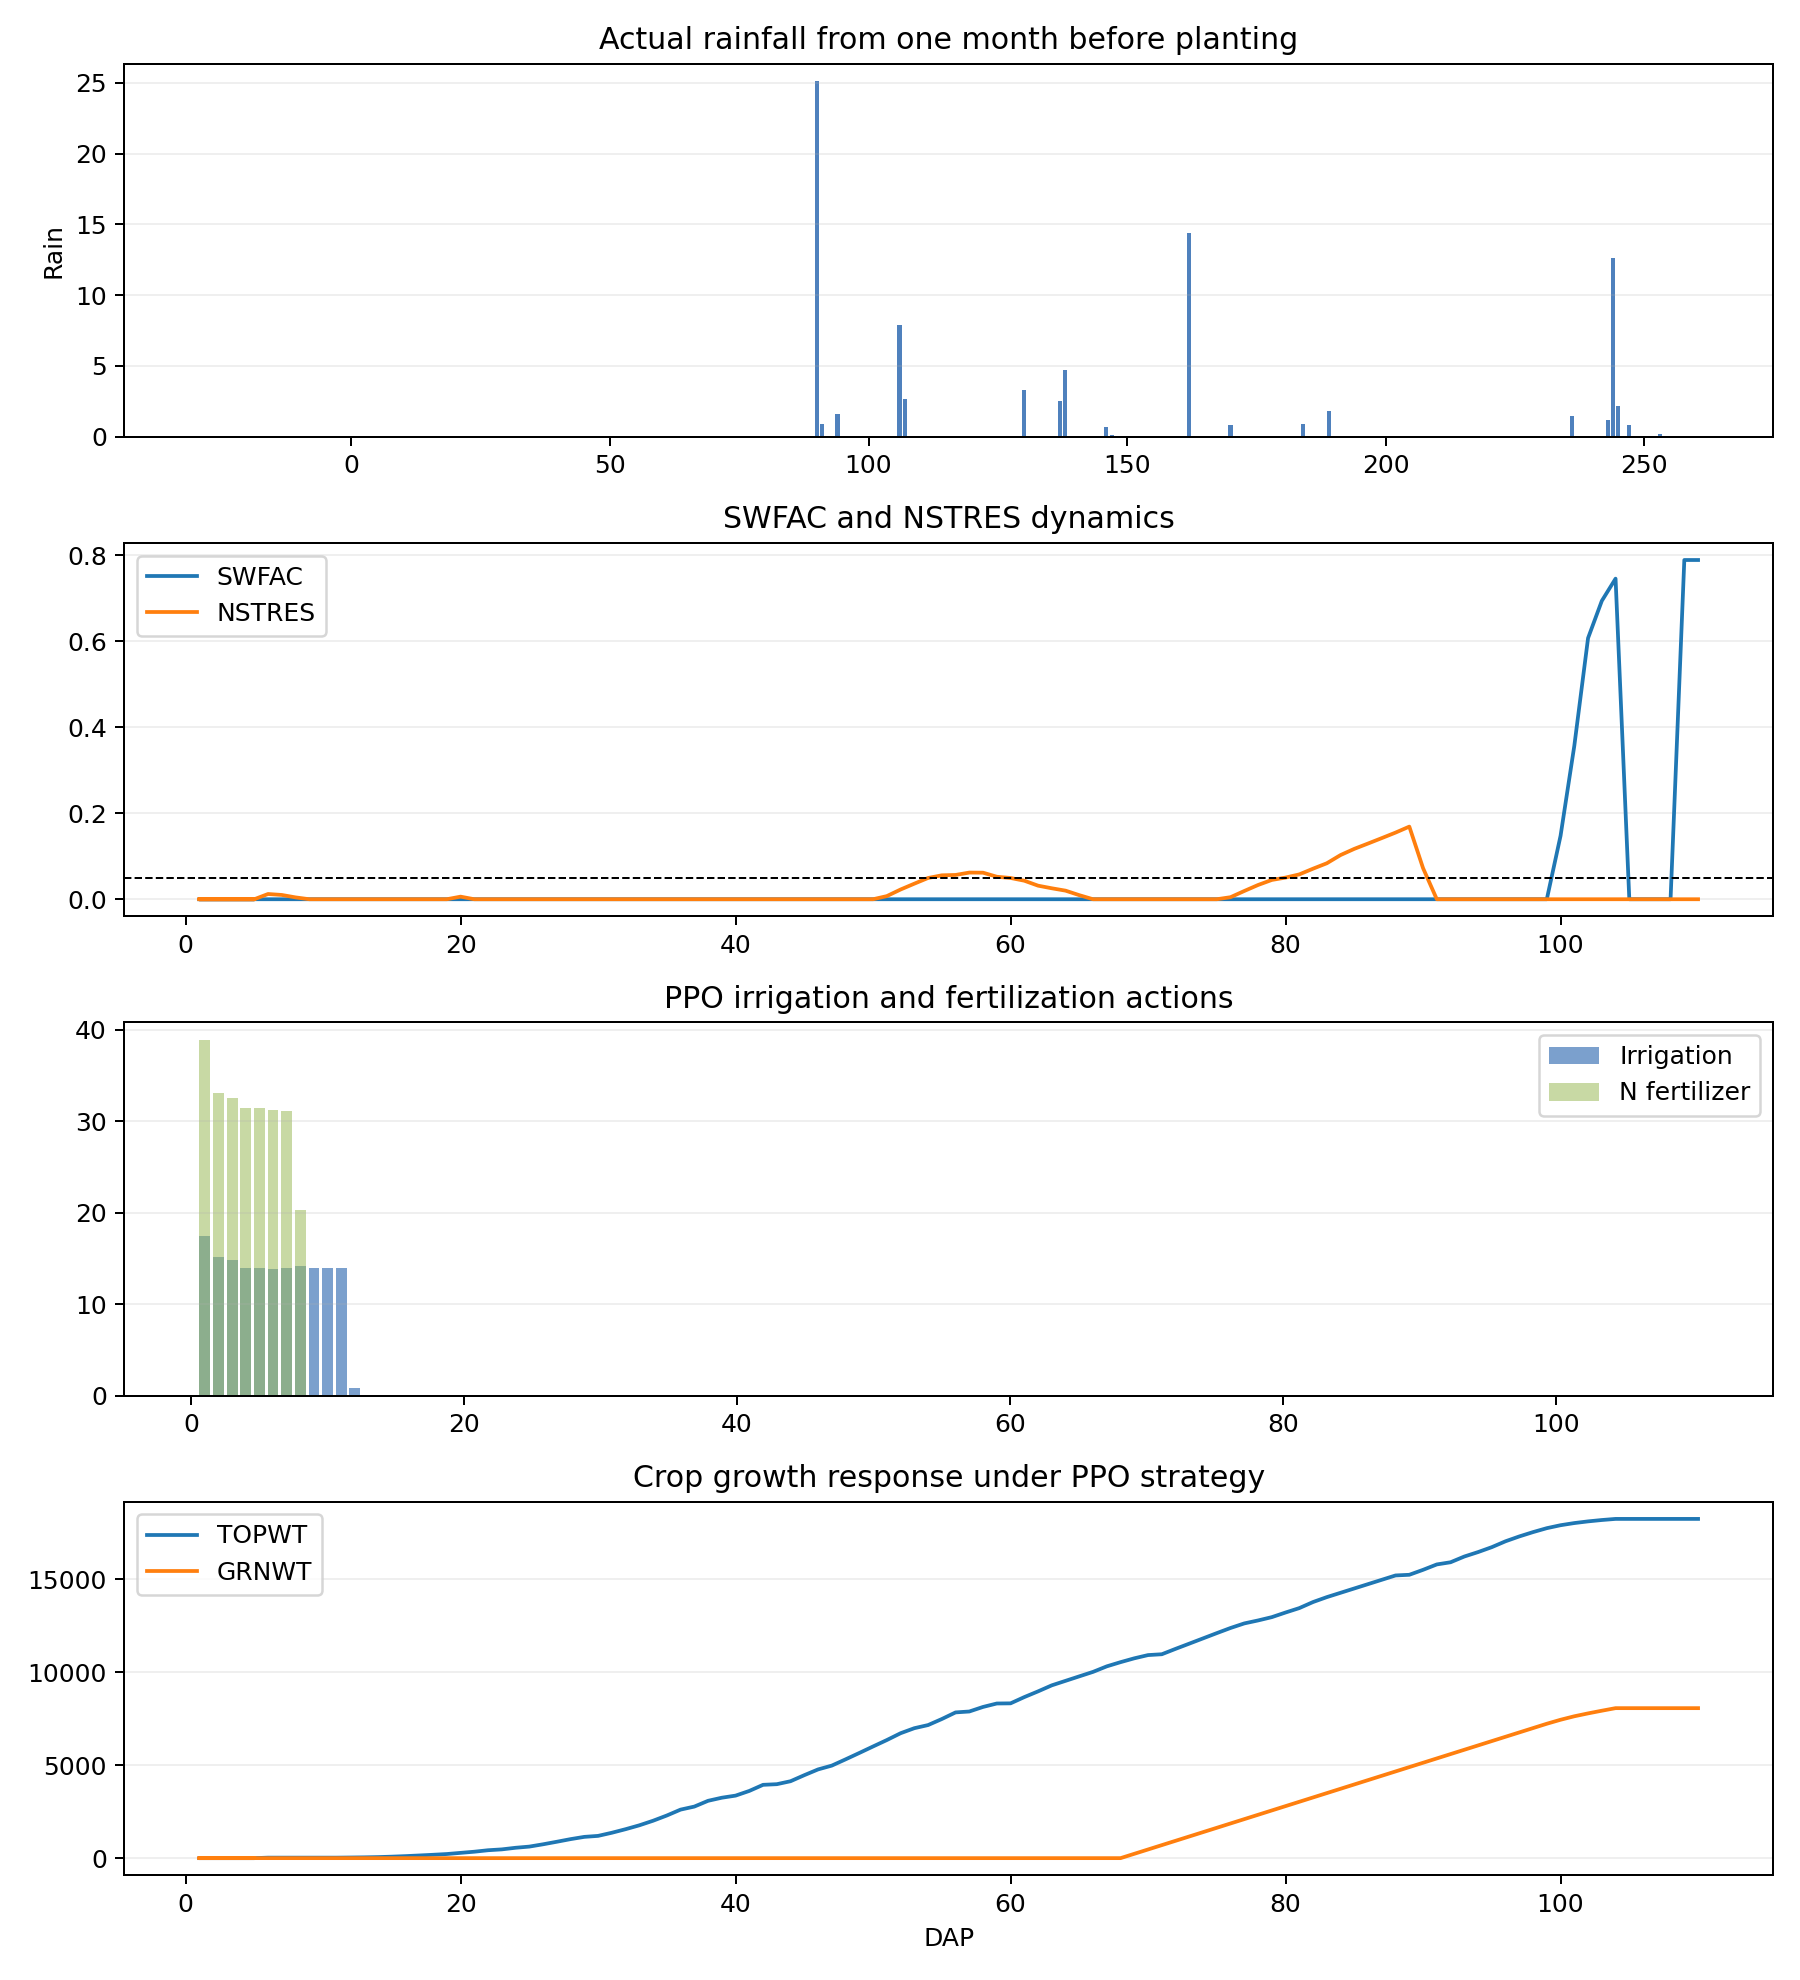 Actual rainfall from one month before planting
25
20
15
10
5
0
Rain
0 50 100 150 200 250
SWFAC and NSTRES dynamics
SWFAC
NSTRES
0.8
0.6
0.4
0.2
0.0
0 20 40 60 80 100
PPO irrigation and fertilization actions
Irrigation
N fertilizer
40
30
20
10
0
0 20 40 60 80 100
Crop growth response under PPO strategy
TOPWT
GRNWT
15000
10000
5000
0
0 20 40 60 80 100
DAP